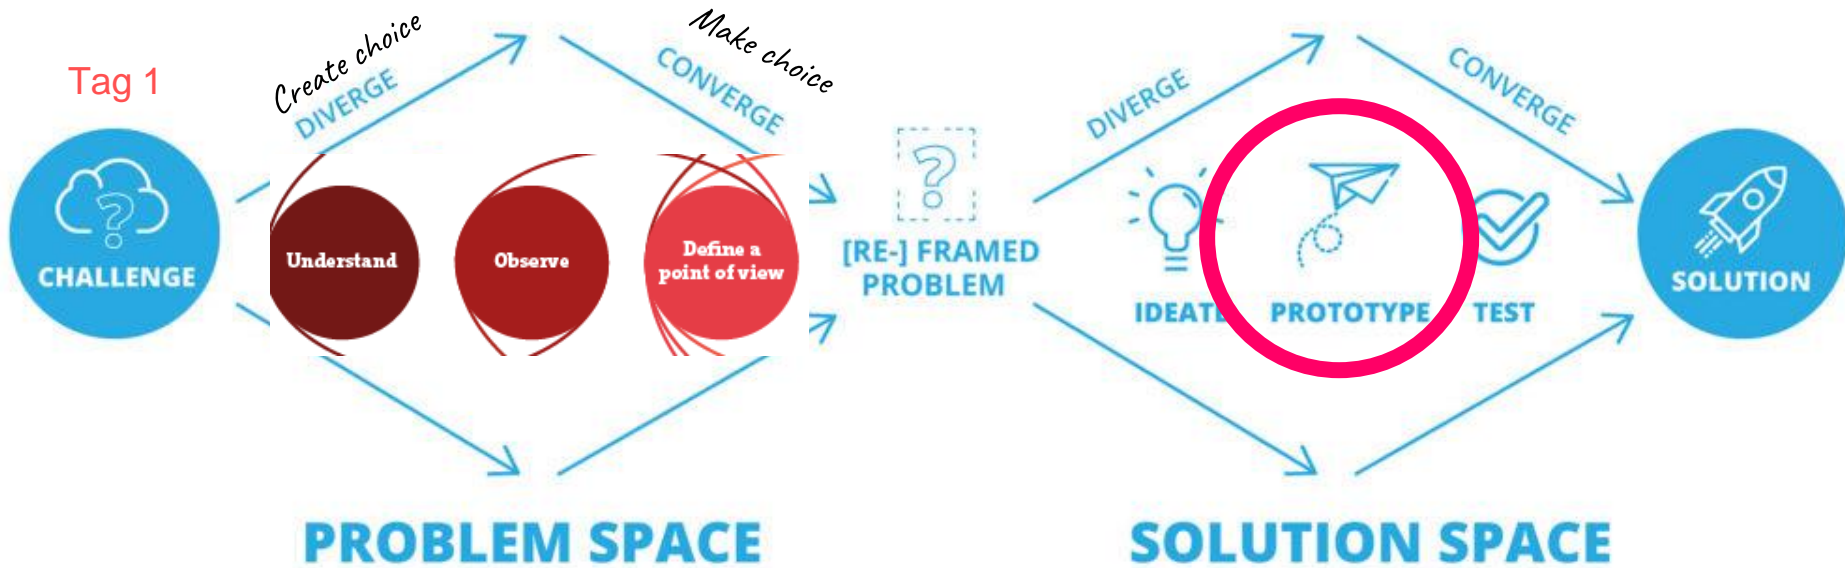 Tag 1
Create choice
DIVERGE
Make choice
CONVERGE
CHALLENGE
Understand
Observe
Define a
point of view
[RE-] FRAMED
PROBLEM
DIVERGE
CONVERGE
IDEATE
PROTOTYPE
TEST
SOLUTION
PROBLEM SPACE
SOLUTION SPACE